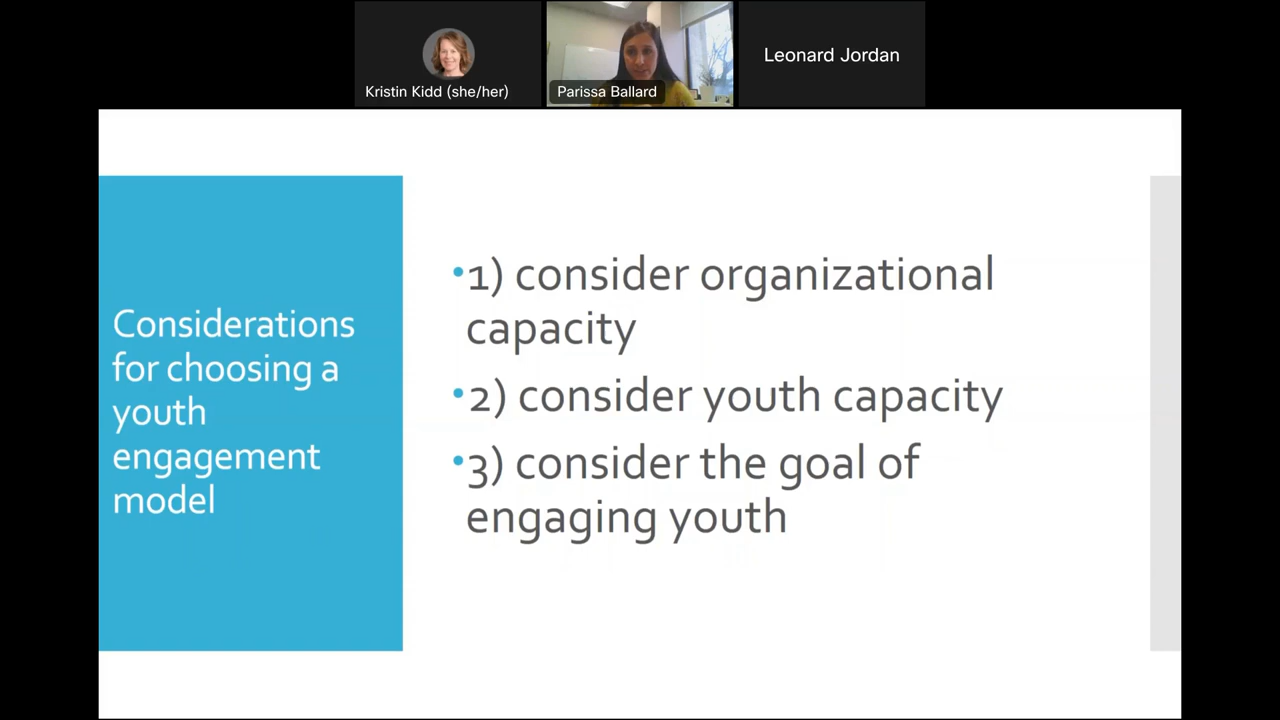 Kristin Kidd (she/her)
Parissa Ballard
Leonard Jordan
Considerations
for choosing a
youth
engagement
model
•1) consider organizational
capacity
•2) consider youth capacity
•3) consider the goal of
engaging youth